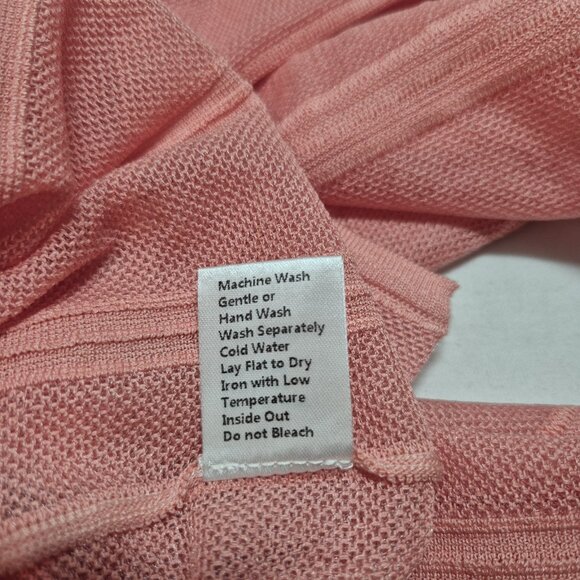 Machine Wash
Gentle or
Hand Wash
Wash Separately
Cold Water
Lay Flat to Dry
Iron with Low
Temperature
Inside Out
Do not Bleach